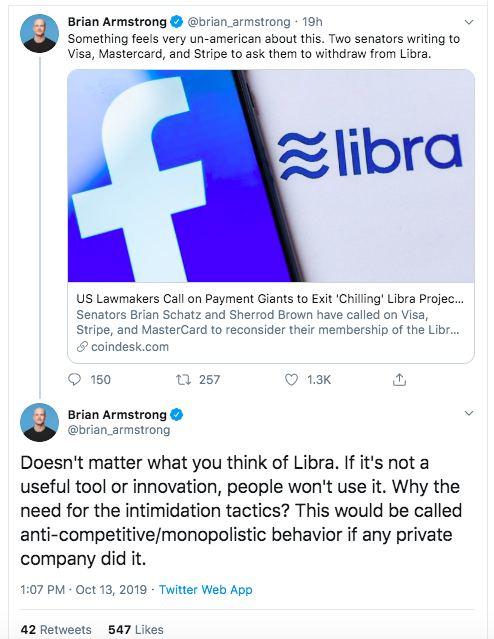 Brian Armstrong @brian_armstrong · 19h
Something feels very un-american about this. Two senators writing to
Visa, Mastercard, and Stripe to ask them to withdraw from Libra.
libra
US Lawmakers Call on Payment Giants to Exit 'Chilling' Libra Projec...
Senators Brian Schatz and Sherrod Brown have called on Visa,
Stripe, and MasterCard to reconsider their membership of the Libr...
coindesk.com
150 257 1.3K
Brian Armstrong
@brian_armstrong
Doesn't matter what you think of Libra. If it's not a
useful tool or innovation, people won't use it. Why the
need for the intimidation tactics? This would be called
anti-competitive/monopolistic behavior if any private
company did it.
1:07 PM · Oct 13, 2019 · Twitter Web App
42 Retweets 547 Likes